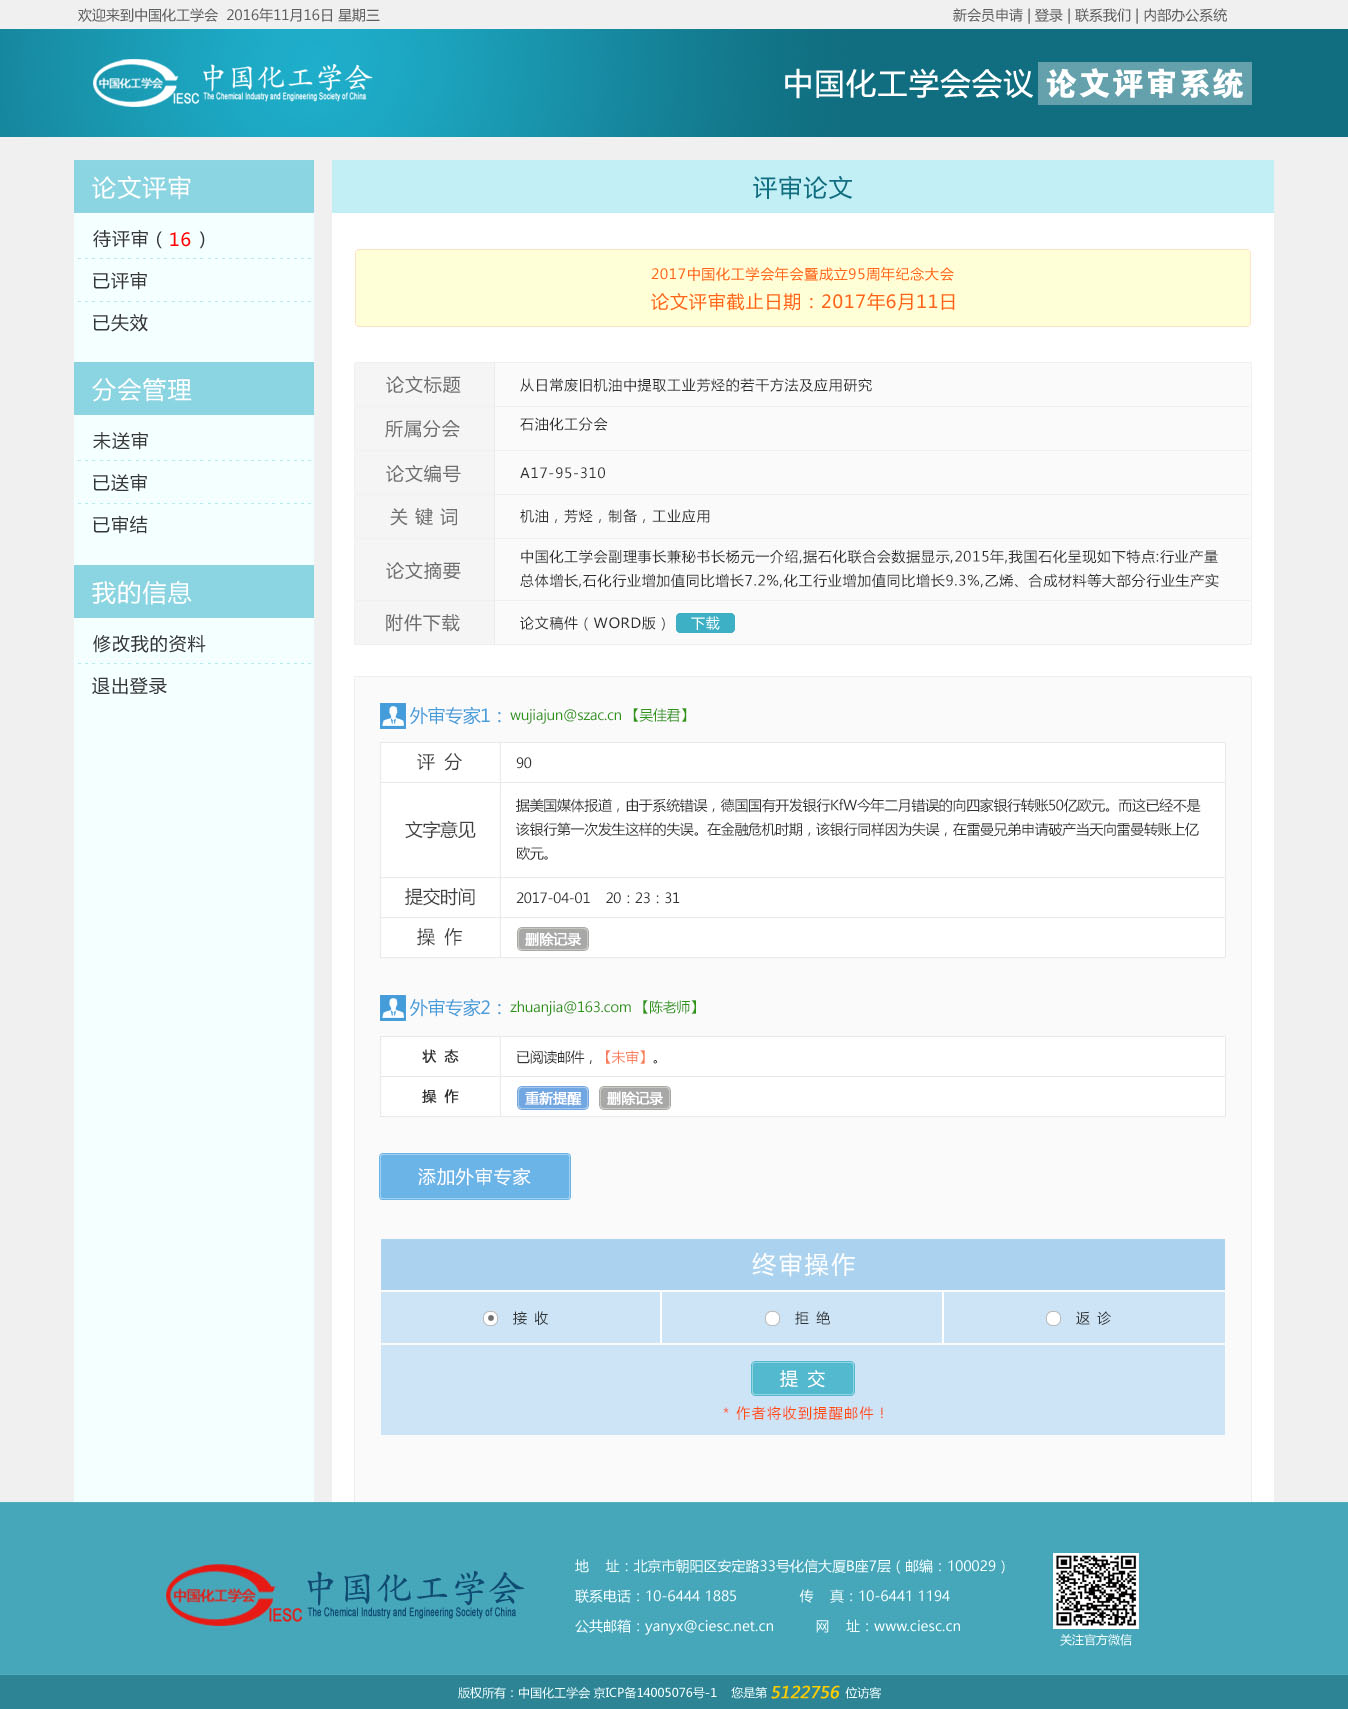 欢迎来到中国化工学会 2016年11月16日 星期三
新会员申请 | 登录 | 联系我们 | 内部办公系统
中国化工学会
IESC
中国化工学会
The Chemical Industry and Engineering Society of China
中国化工学会会议 论文评审系统
论文评审
待评审（16）
已评审
已失效
分会管理
未送审
已送审
已审结
我的信息
修改我的资料
退出登录
评审论文
2017中国化工学会年会暨成立95周年纪念大会
论文评审截止日期：2017年6月11日
论文标题 从日常废旧机油中提取工业芳烃的若干方法及应用研究
所属分会 石油化工分会
论文编号 A17-95-310
关 键 词 机油，芳烃，制备，工业应用
论文摘要 中国化工学会副理事长兼秘书长杨元一介绍,据石化联合会数据显示,2015年,我国石化呈现如下特点:行业产量
总体增长,石化行业增加值同比增长7.2%,化工行业增加值同比增长9.3%,乙烯、合成材料等大部分行业生产实
附件下载 论文稿件（WORD版） 下载
外审专家1：wujiajun@szac.cn 【吴佳君】
评 分 90
据美国媒体报道，由于系统错误，德国国有开发银行KfW今年二月错误的向四家银行转账50亿欧元。而这已经不是
文字意见 该银行第一次发生这样的失误。在金融危机时期，该银行同样因为失误，在雷曼兄弟申请破产当天向雷曼转账上亿
欧元。
提交时间 2017-04-01 20：23：31
操 作 删除记录
外审专家2：zhuanjia@163.com 【陈老师】
状 态 已阅读邮件，【未审】。
操 作 重新提醒 删除记录
添加外审专家
终审操作
接 收 拒 绝 返 诊
提 交
* 作者将收到提醒邮件！
中国化工学会
IESC
中国化工学会
The Chemical Industry and Engineering Society of China
地 址：北京市朝阳区安定路33号化信大厦B座7层（邮编：100029）
联系电话：10-6444 1885 传 真：10-6441 1194
公共邮箱：yanyx@ciesc.net.cn 网 址：www.ciesc.cn
关注官方微信
版权所有：中国化工学会 京ICP备14005076号-1 您是第 5122756 位访客